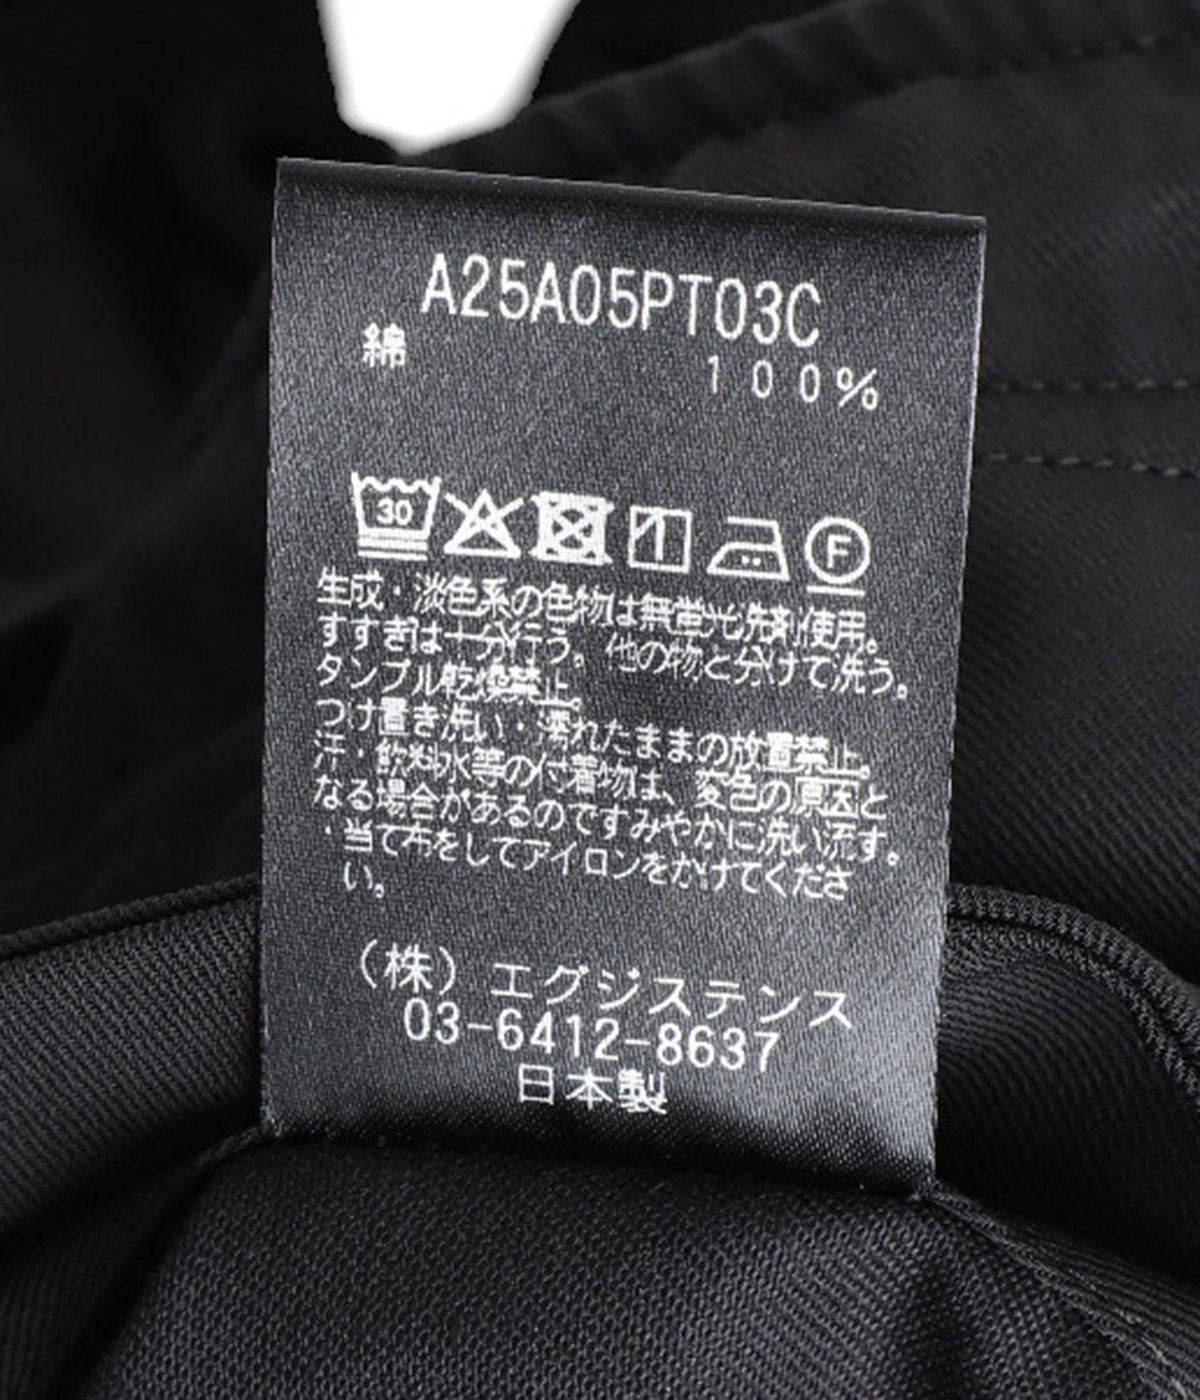 A25A05PT03C
綿 100%
30
F
生成・淡色系の色物は無蛍光洗剤使用。
すすぎは十分行う。他の物と分けて洗う。
タンブル乾燥禁止。
つけ置き洗い・濡れたままの放置禁止。
汗・飲料水等の付着物は、変色の原因と
なる場合があるのですみやかに洗い流す。
・当て布をしてアイロンをかけてくださ
い。
（株）エグジステンス
03-6412-8637
日本製